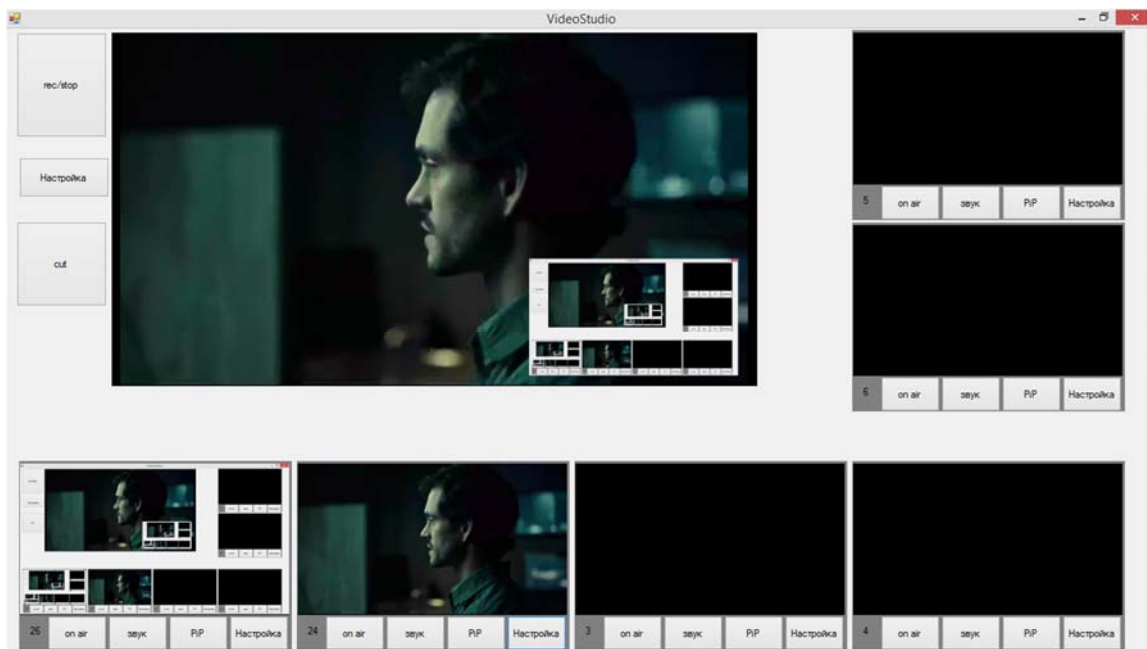 VideoStudio
rec/stop
Настройка
cut
5 on air звук PiP Настройка
6 on air звук PiP Настройка
26 on air звук PiP Настройка
24 on air звук PiP Настройка
3 on air звук PiP Настройка
4 on air звук PiP Настройка